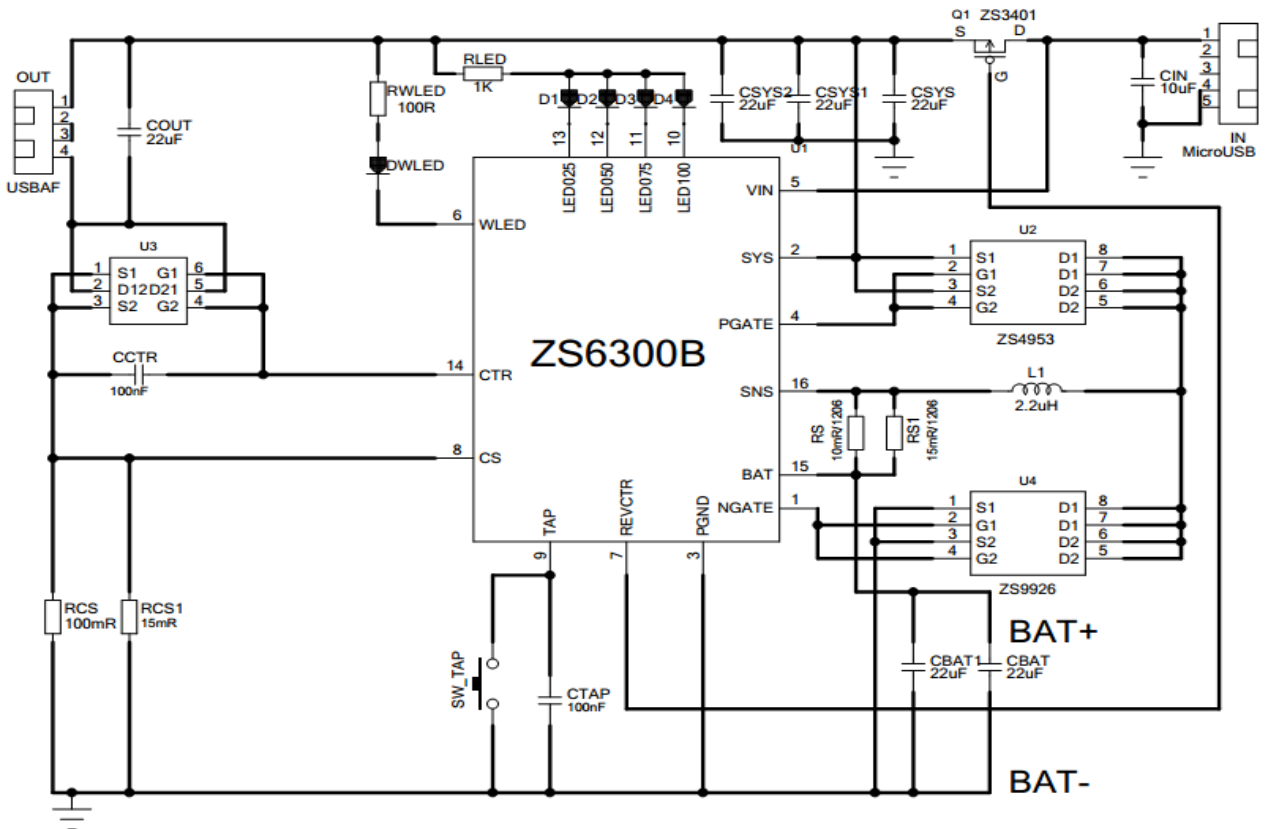 Q1 ZS3401
S D
G
OUT
1
2
3
4
USBAF
COUT
22uF
RWLED
100R
DWLED
RLED
1K
D1 D2 D3 D4
13
12
11
10
LED025
LED050
LED075
LED100
CSYS2
22uF
CSYS1
22uF
CSYS
22uF
CIN
10uF
1
2
3
4
5
IN
MicroUSB
U1
ZS6300B
6 WLED
14 CTR
8 CS
VIN 5
SYS 2
PGATE 4
SNS 16
BAT 15
NGATE 1
TAP
9
REVCTR
7
PGND
3
U3
1 S1 G1 6
2 D12 D21 5
3 S2 G2 4
CCTR
100nF
U2
1 S1 D1 8
2 G1 D1 7
3 S2 D2 6
4 G2 D2 5
ZS4953
L1
2.2uH
RS
10mR/1206
RS1
15mR/1206
U4
1 S1 D1 8
2 G1 D1 7
3 S2 D2 6
4 G2 D2 5
ZS9926
RCS
100mR
RCS1
15mR
SW_TAP
CTAP
100nF
BAT+
CBAT1
22uF
CBAT
22uF
BAT-